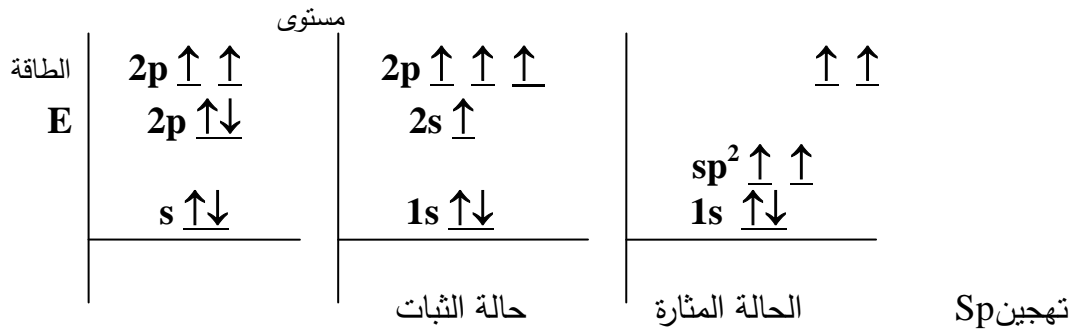 مستوى
الطاقة 2p ↑ ↑ 2p ↑ ↑ ↑ ↑ ↑
E 2p ↑↓ 2s ↑
sp² ↑ ↑
s ↑↓ 1s ↑↓ 1s ↑↓
حالة الثبات الحالة المثارة تهجينSp